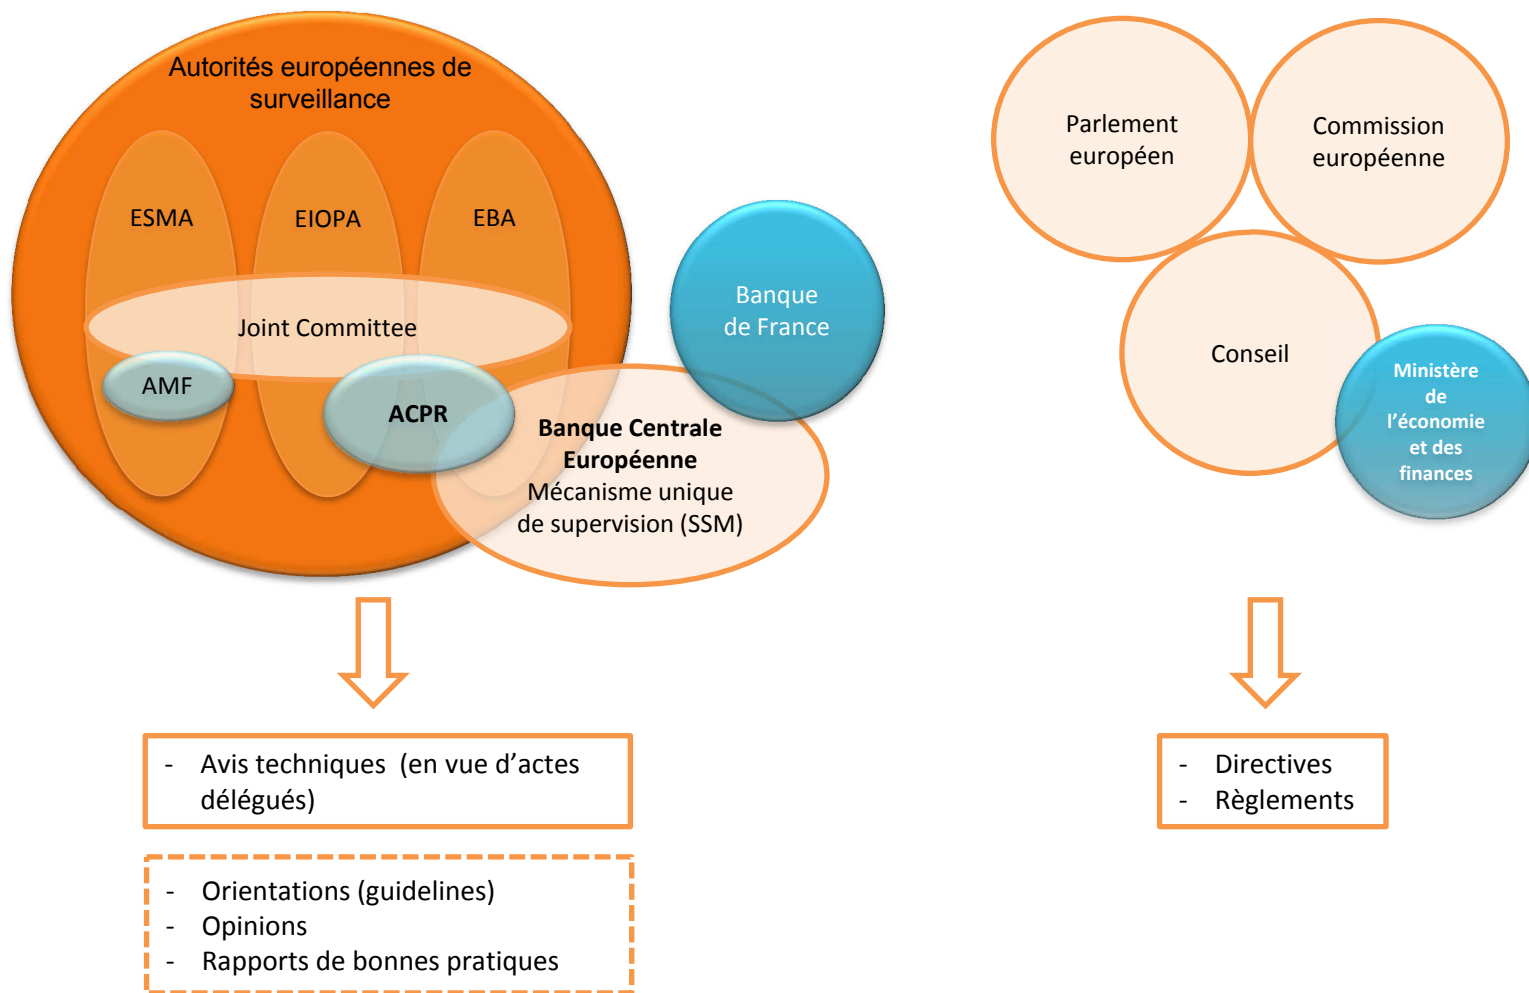 Autorités européennes de
surveillance
ESMA
EIOPA
EBA
Joint Committee
AMF
ACPR
Banque
de France
Banque Centrale
Européenne
Mécanisme unique
de supervision (SSM)
Parlement
européen
Commission
européenne
Conseil
Ministère
de
l'économie
et des
finances
- Avis techniques (en vue d'actes
délégués)
- Orientations (guidelines)
- Opinions
- Rapports de bonnes pratiques
- Directives
- Règlements